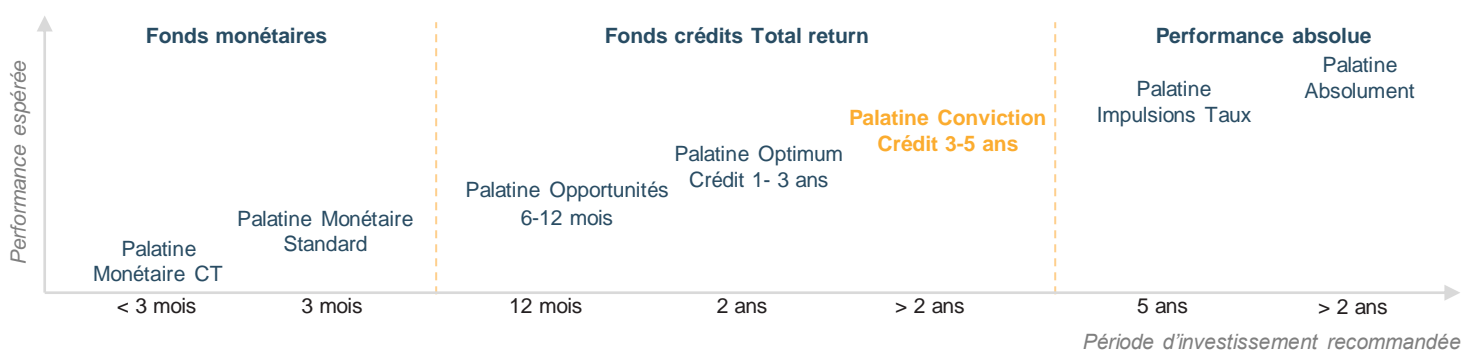 Fonds monétaires
Fonds crédits Total return
Performance absolue
Performance espérée
Palatine
Monétaire CT
Palatine Monétaire
Standard
Palatine Opportunités
6-12 mois
Palatine Optimum
Crédit 1- 3 ans
Palatine Conviction
Crédit 3-5 ans
Palatine
Impulsions Taux
Palatine
Absolument
< 3 mois
3 mois
12 mois
2 ans
> 2 ans
5 ans
> 2 ans
Période d'investissement recommandée